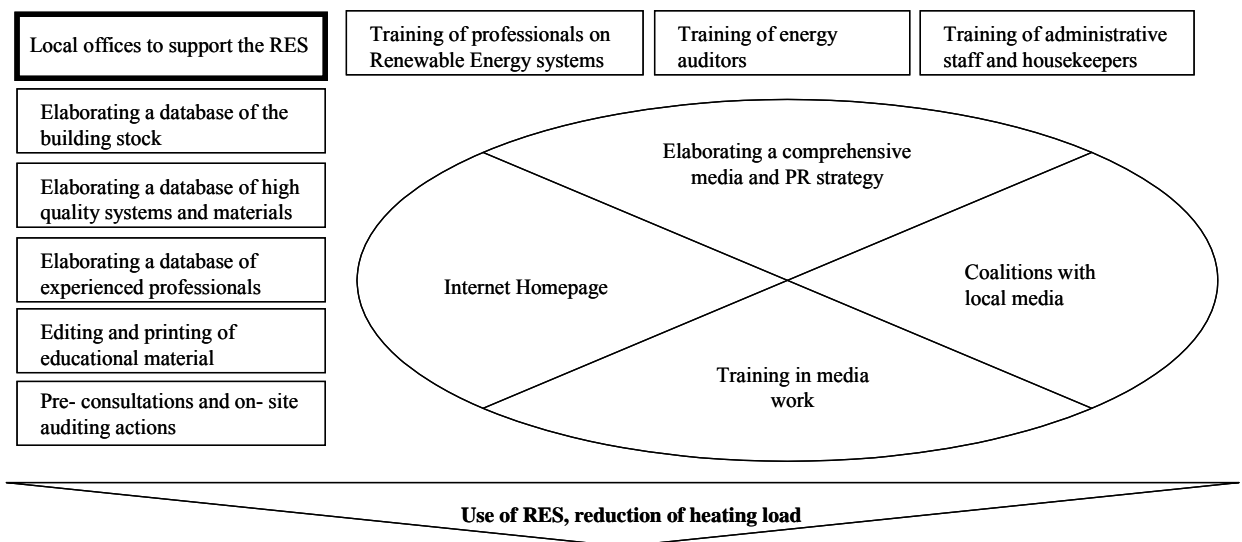 Local offices to support the RES
Training of professionals on
Renewable Energy systems
Training of energy
auditors
Training of administrative
staff and housekeepers
Elaborating a database of the
building stock
Elaborating a database of high
quality systems and materials
Elaborating a database of
experienced professionals
Editing and printing of
educational material
Pre- consultations and on- site
auditing actions
Elaborating a comprehensive
media and PR strategy
Internet Homepage
Coalitions with
local media
Training in media
work
Use of RES, reduction of heating load